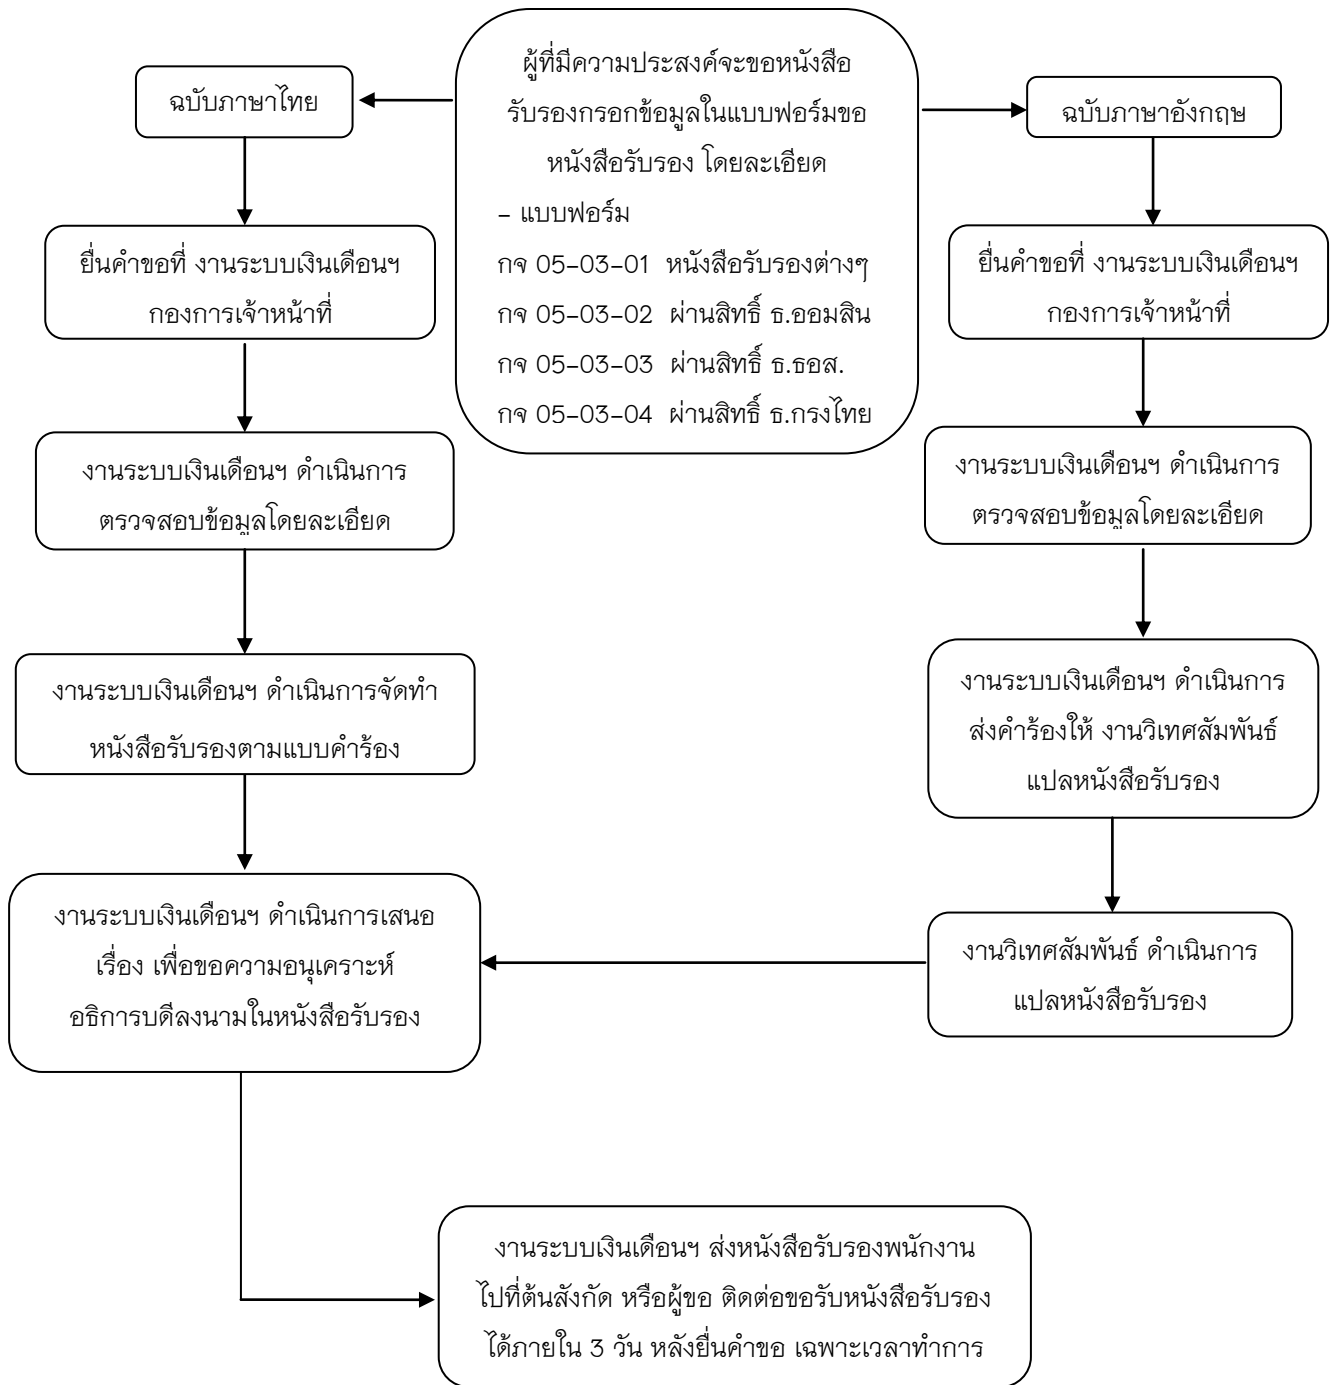 ผู้ที่มีความประสงค์จะขอหนังสือ
รับรองกรอกข้อมูลในแบบฟอร์มขอ
หนังสือรับรอง โดยละเอียด
- แบบฟอร์ม
กจ 05-03-01 หนังสือรับรองต่างๆ
กจ 05-03-02 ผ่านสิทธิ์ ธ.ออมสิน
กจ 05-03-03 ผ่านสิทธิ์ ธ.ธอส.
กจ 05-03-04 ผ่านสิทธิ์ ธ.กรุงไทย
ฉบับภาษาไทย
ยื่นคำขอที่ งานระบบเงินเดือนฯ
กองการเจ้าหน้าที่
งานระบบเงินเดือนฯ ดำเนินการ
ตรวจสอบข้อมูลโดยละเอียด
งานระบบเงินเดือนฯ ดำเนินการจัดทำ
หนังสือรับรองตามแบบคำร้อง
งานระบบเงินเดือนฯ ดำเนินการเสนอ
เรื่อง เพื่อขอความอนุเคราะห์
อธิการบดีลงนามในหนังสือรับรอง
ฉบับภาษาอังกฤษ
ยื่นคำขอที่ งานระบบเงินเดือนฯ
กองการเจ้าหน้าที่
งานระบบเงินเดือนฯ ดำเนินการ
ตรวจสอบข้อมูลโดยละเอียด
งานระบบเงินเดือนฯ ดำเนินการ
ส่งคำร้องให้ งานวิเทศสัมพันธ์
แปลหนังสือรับรอง
งานวิเทศสัมพันธ์ ดำเนินการ
แปลหนังสือรับรอง
งานระบบเงินเดือนฯ ส่งหนังสือรับรองพนักงาน
ไปที่ต้นสังกัด หรือผู้ขอ ติดต่อขอรับหนังสือรับรอง
ได้ภายใน 3 วัน หลังยื่นคำขอ เฉพาะเวลาทำการ